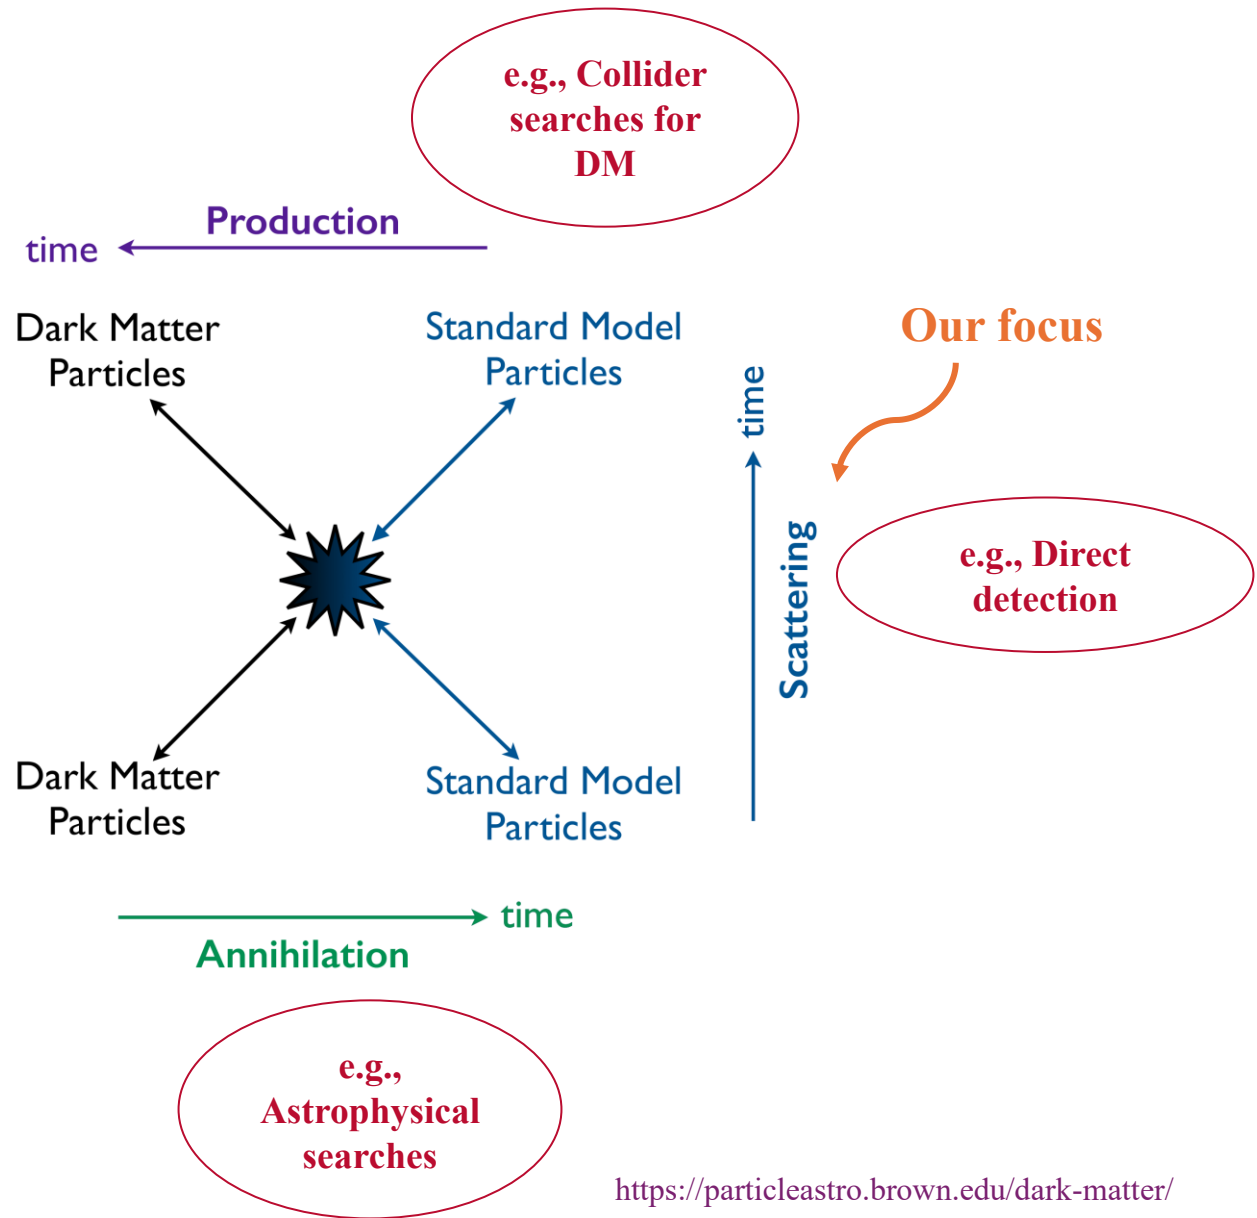 e.g., Collider
searches for
DM
Production
time
Dark Matter
Particles
Standard Model
Particles
Our focus
time
Scattering
e.g., Direct
detection
Dark Matter
Particles
Standard Model
Particles
time
Annihilation
e.g.,
Astrophysical
searches
https://particleastro.brown.edu/dark-matter/